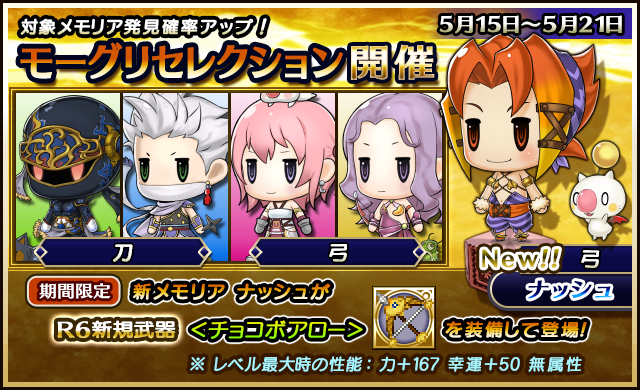 対象メモリア発見確率アップ！
5月15日～5月21日
モーグリセレクション開催
刀
弓
New!! 弓
ナッシュ
期間限定 新メモリア ナッシュが
R6新規武器 <チョコボアロー> を装備して登場！
※ レベル最大時の性能：力+167 幸運+50 無属性